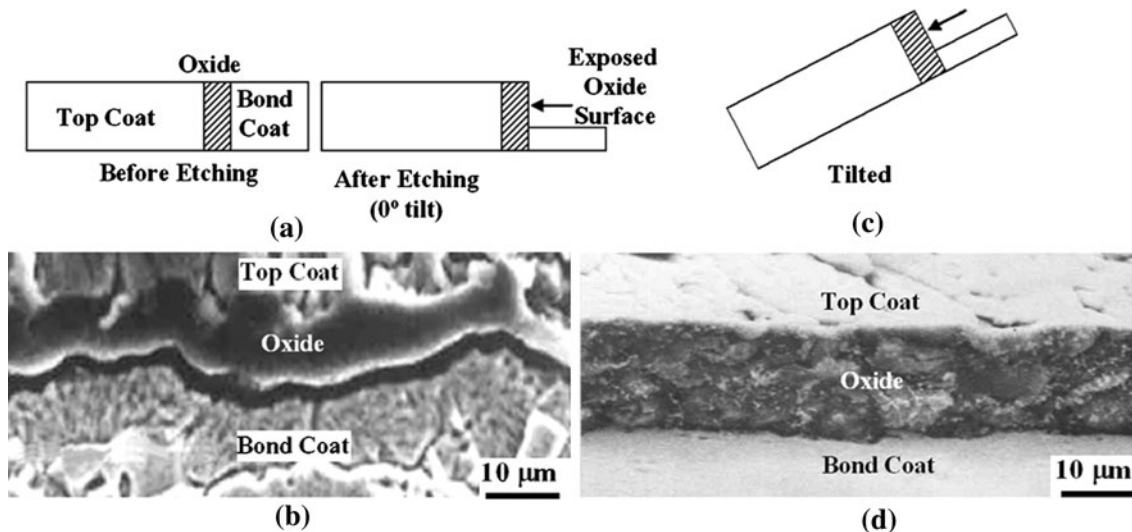 Oxide
Top Coat
Bond
Coat
Before Etching
Exposed
Oxide
Surface
After Etching
(0º tilt)
(a)
Tilted
(c)
Top Coat
Oxide
Bond Coat
10 µm
(b)
Top Coat
Oxide
Bond Coat
10 µm
(d)